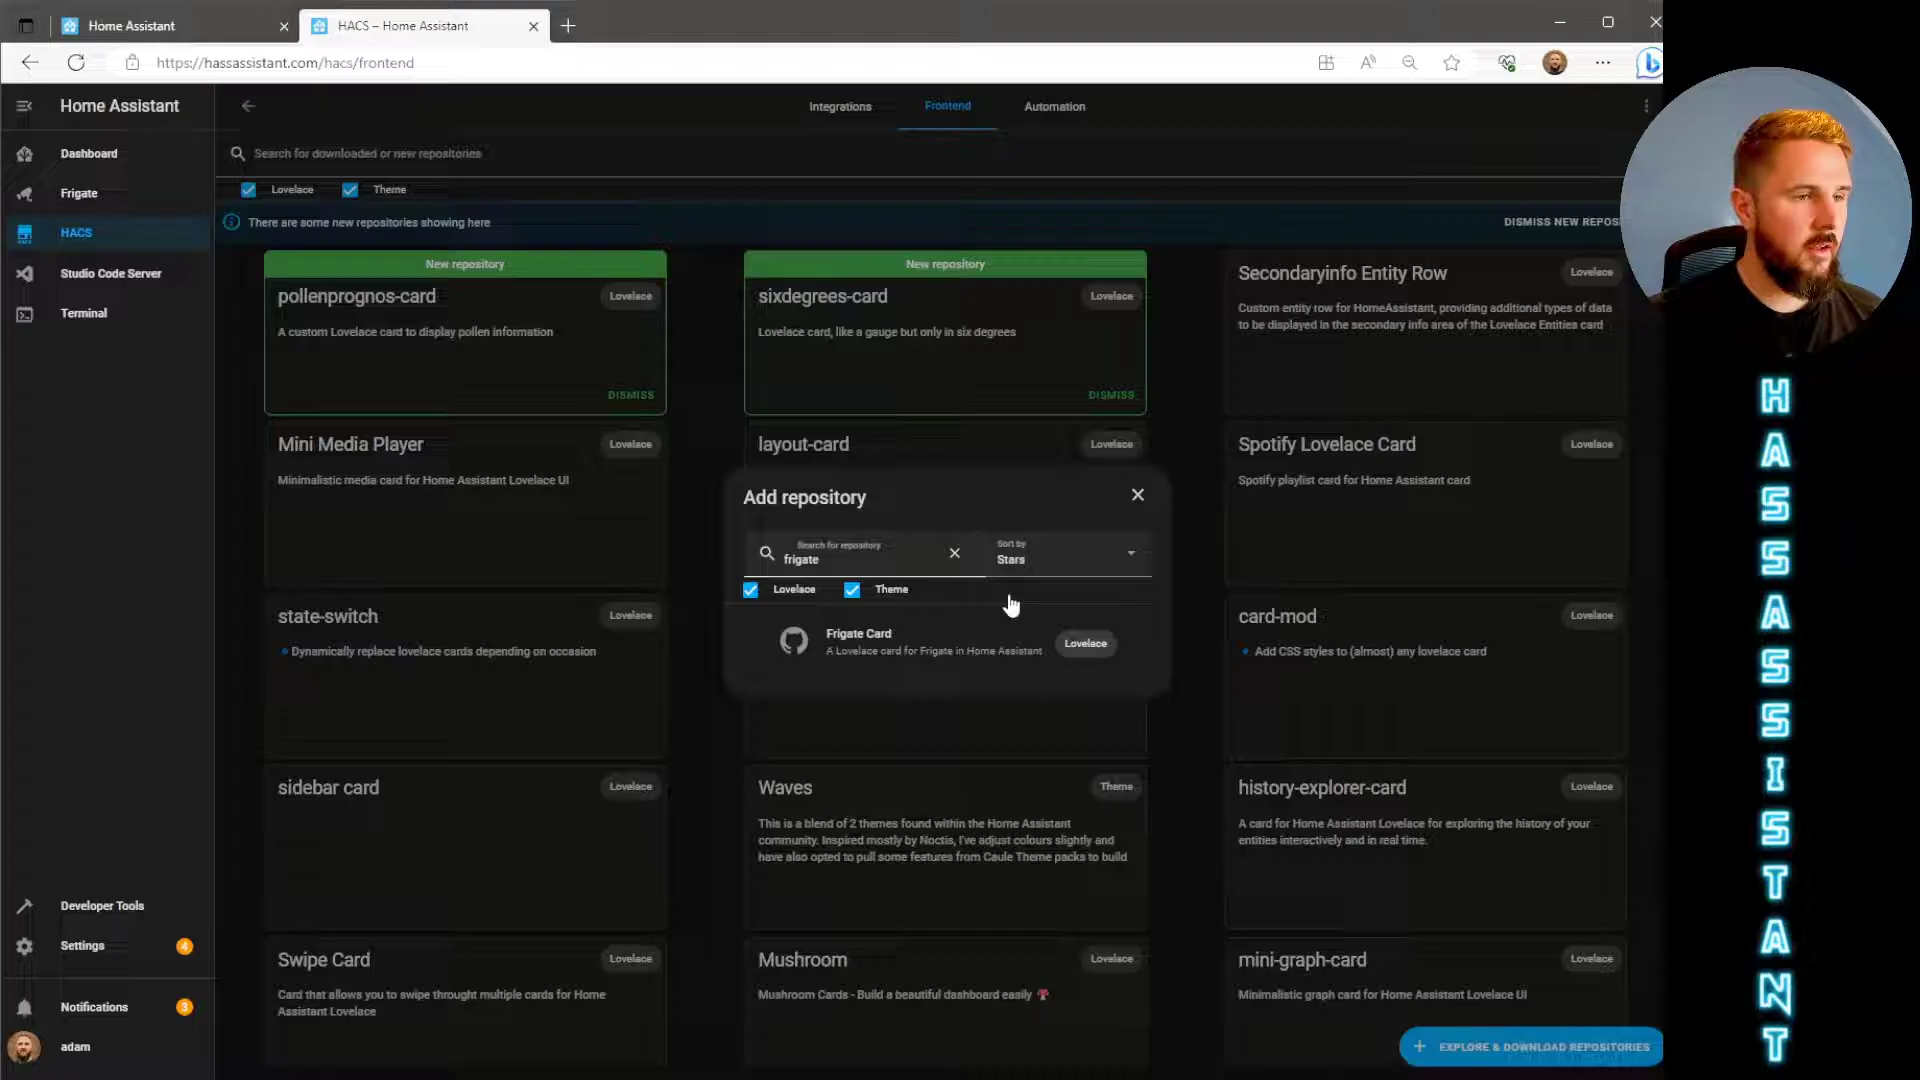 Home Assistant
HACS – Home Assistant
https://hassassistant.com/hacs/frontend
Home Assistant
Integrations
Frontend
Automation
Dashboard
Frigate
HACS
HACS
Studio Code Server
Terminal
Developer Tools
Settings
4
Notifications
3
adam
Search for downloaded or new repositories
Lovelace
Theme
There are some new repositories showing here
DISMISS NEW REPOS
New repository
pollenprognos-card
Lovelace
A custom Lovelace card to display pollen information
DISMISS
New repository
sixdegrees-card
Lovelace
Lovelace card, like a gauge but only in six degrees
DISMISS
Secondaryinfo Entity Row
Lovelace
Custom entity row for HomeAssistant, providing additional types of data
to be displayed in the secondary info area of the Lovelace Entities card
Mini Media Player
Lovelace
Minimalistic media card for Home Assistant Lovelace UI
layout-card
Lovelace
Spotify Lovelace Card
Lovelace
Spotify playlist card for Home Assistant card
Add repository
Search for repository
frigate
Sort by
Stars
Lovelace
Theme
Frigate Card
A Lovelace card for Frigate in Home Assistant
Lovelace
state-switch
Lovelace
Dynamically replace lovelace cards depending on occasion
card-mod
Lovelace
Add CSS styles to (almost) any lovelace card
sidebar card
Lovelace
Waves
Theme
This is a blend of 2 themes found within the Home Assistant
community. Inspired mostly by Noctis, I've adjust colours slightly and
have also opted to pull some features from Caule Theme packs to build
history-explorer-card
Lovelace
A card for Home Assistant Lovelace for exploring the history of your
entities interactively and in real time.
Swipe Card
Lovelace
Card that allows you to swipe throught multiple cards for Home
Assistant Lovelace
Mushroom
Lovelace
Mushroom Cards - Build a beautiful dashboard easily 🍄
mini-graph-card
Lovelace
Minimalistic graph card for Home Assistant Lovelace UI
+ EXPLORE & DOWNLOAD REPOSITORIES
H
A
S
S
A
S
S
I
S
T
A
N
T